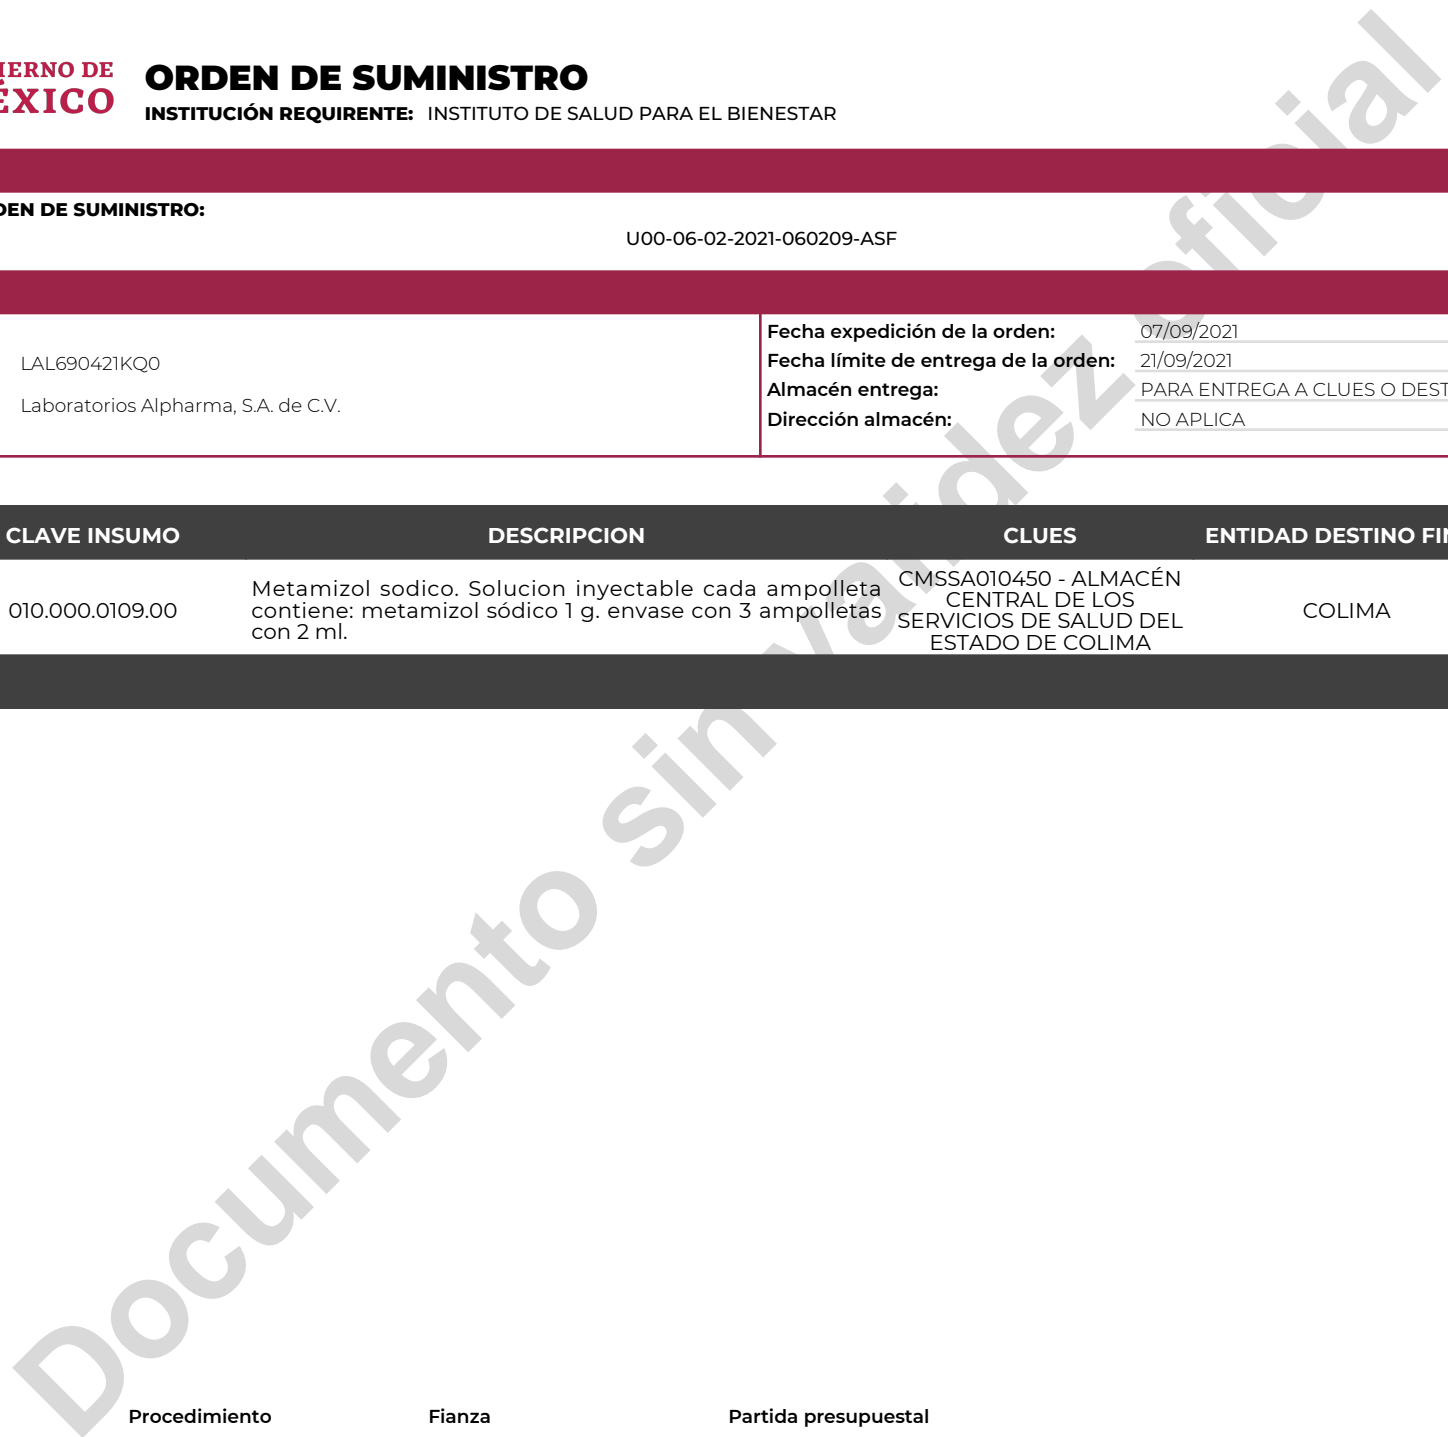 IERNO DE
ÉXICO
ORDEN DE SUMINISTRO
INSTITUCIÓN REQUIRENTE: INSTITUTO DE SALUD PARA EL BIENESTAR
DEN DE SUMINISTRO:
U00-06-02-2021-060209-ASF
LAL690421KQ0
Laboratorios Alpharma, S.A. de C.V.
Fecha expedición de la orden: 07/09/2021
Fecha límite de entrega de la orden: 21/09/2021
Almacén entrega: PARA ENTREGA A CLUES O DEST
Dirección almacén: NO APLICA
CLAVE INSUMO DESCRIPCION CLUES ENTIDAD DESTINO FIN
010.000.0109.00
Metamizol sodico. Solucion inyectable cada ampolleta
contiene: metamizol sódico 1 g. envase con 3 ampolletas
con 2 ml.
CMSSA010450 - ALMACÉN
CENTRAL DE LOS
SERVICIOS DE SALUD DEL
ESTADO DE COLIMA
COLIMA
Documento sin validez oficial
Procedimiento Fianza Partida presupuestal